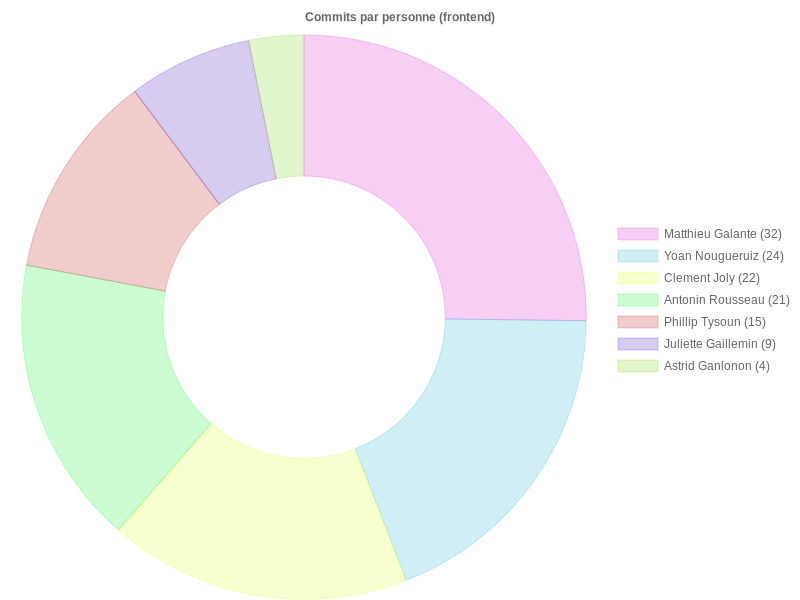 Commits par personne (frontend)
Matthieu Galante (32)
Yoan Nougueruiz (24)
Clement Joly (22)
Antonin Rousseau (21)
Phillip Tysoun (15)
Juliette Gaillemin (9)
Astrid Ganlonon (4)